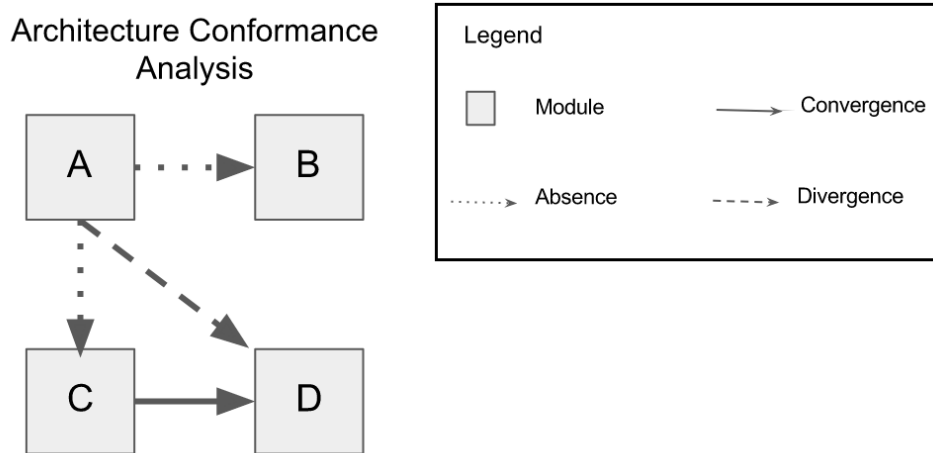 Architecture Conformance
Analysis
A
B
C
D
Legend
Module
Convergence
Absence
Divergence